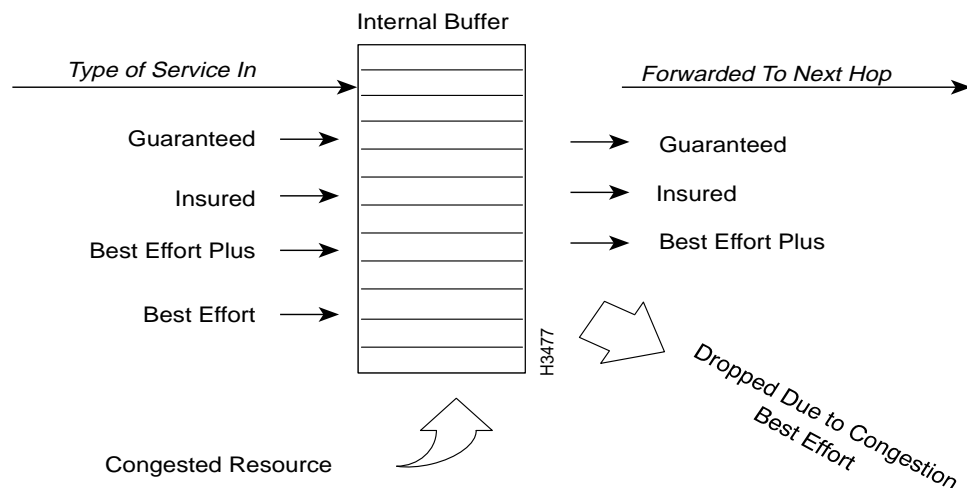 Internal Buffer
Type of Service In
Forwarded To Next Hop
Guaranteed
Guaranteed
Insured
Insured
Best Effort Plus
Best Effort Plus
Best Effort
H3477
Dropped Due to Congestion
Best Effort
Congested Resource